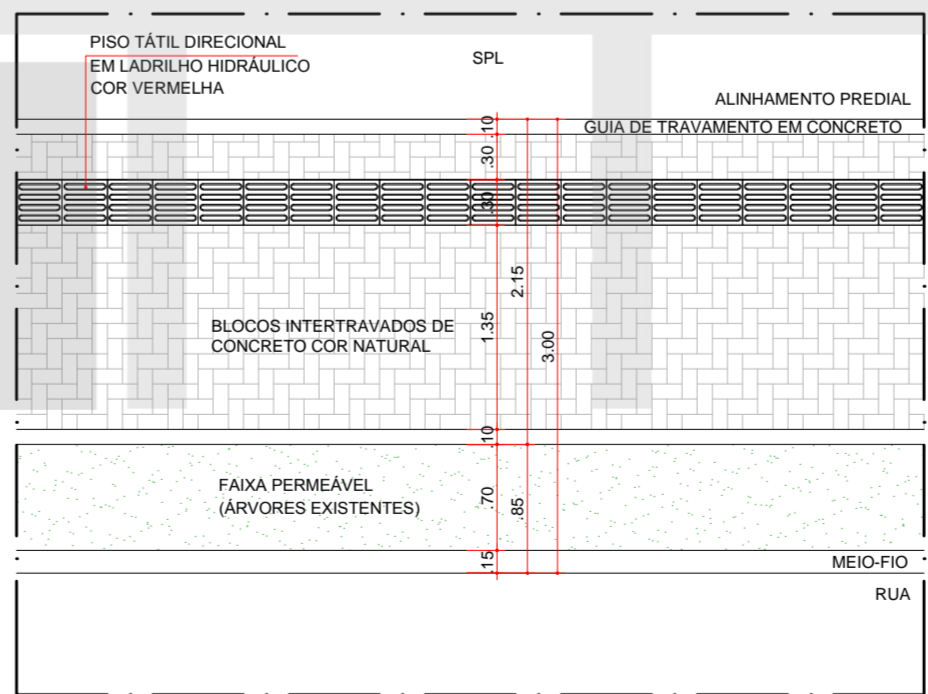 PISO TÁTIL DIRECIONAL
EM LADRILHO HIDRÁULICO
COR VERMELHA
SPL
ALINHAMENTO PREDIAL
GUIA DE TRAVAMENTO EM CONCRETO
.10
.30
.30
2.15
1.35
3.00
BLOCOS INTERTRAVADOS DE
CONCRETO COR NATURAL
.10
FAIXA PERMEÁVEL
(ÁRVORES EXISTENTES)
.70
.85
.15
MEIO-FIO
RUA